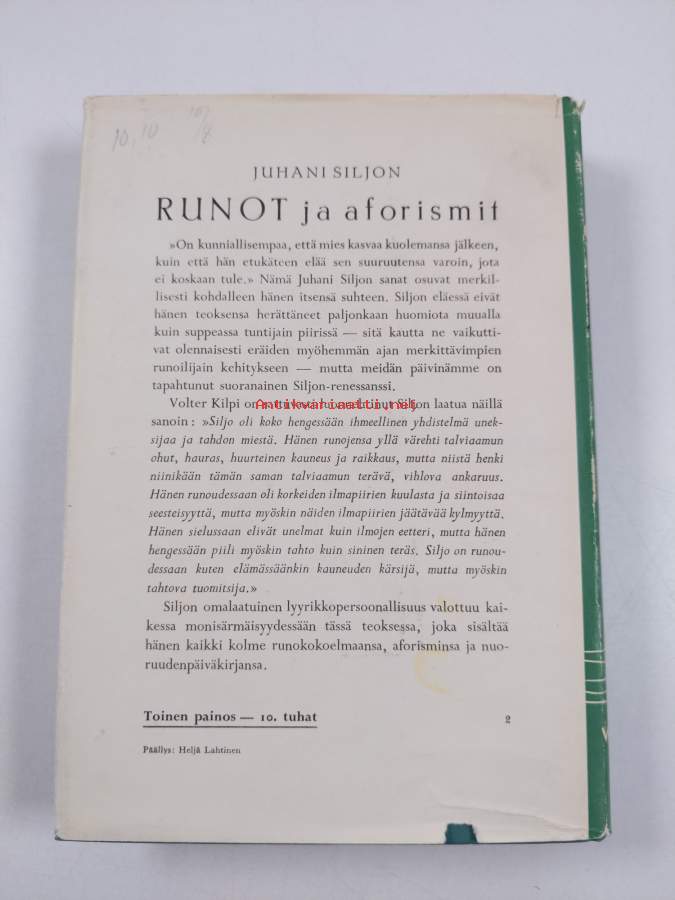 10,10
JUHANI SILJON
RUNOT ja aforismit
»On kunniallisempaa, että mies kasvaa kuolemansa jälkeen,
kuin että hän etukäteen elää sen suuruutensa varoin, jota
ei koskaan tule.» Nämä Juhani Siljon sanat osuvat merkil-
lisesti kohdalleen hänen itsensä suhteen. Siljon eläessä eivät
hänen teoksensa herättäneet paljonkaan huomiota muualla
kuin suppeassa tuntijain piirissä — sitä kautta ne vaikutti-
vat olennaisesti eräiden myöhemmän ajan merkittävimpien
runoilijain kehitykseen — mutta meidän päivinämme on
tapahtunut suoranainen Siljo-renessanssi.
Volter Kilpi on Siljon laatua näillä
Antikvariaatti.net
sanoin: »Siljo oli koko hengessään ihmeellinen yhdistelmä unek-
sijaa ja tahdon miestä. Hänen runojensa yllä värehti talviaamun
ohut, hauras, huurteinen kauneus ja raikkaus, mutta niistä henki
niinikään tämän saman talviaamun terävä, vihlova ankaruus.
Hänen runoudessaan oli korkeiden ilmapiirien kuulasta ja siintoisaa
seesteisyyttä, mutta myöskin näiden ilmapiirien jäätävää kylmyyttä.
Hänen sielussaan elivät unelmat kuin ilmojen eetteri, mutta hänen
hengessään piili myöskin tahto kuin sininen teräs. Siljo on runou-
dessaan kuten elämässäänkin kauneuden kärsijä, mutta myöskin
tahtova tuomitsija.»
Siljon omalaatuinen lyyrikkopersoonallisuus valottuu kai-
kessa monisärmäisyydessään tässä teoksessa, joka sisältää
hänen kaikki kolme runokokoelmaansa, aforisminsa ja nuo-
ruudenpäiväkirjansa.
Toinen painos — 10. tuhat
2
Päällys: Heljä Lahtinen